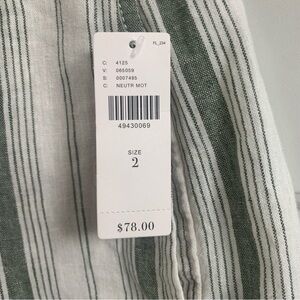 FL_234
C: 4125
V: 065059
S: 0007495
C: NEUTR MOT
49430069
SIZE
2
$78.00